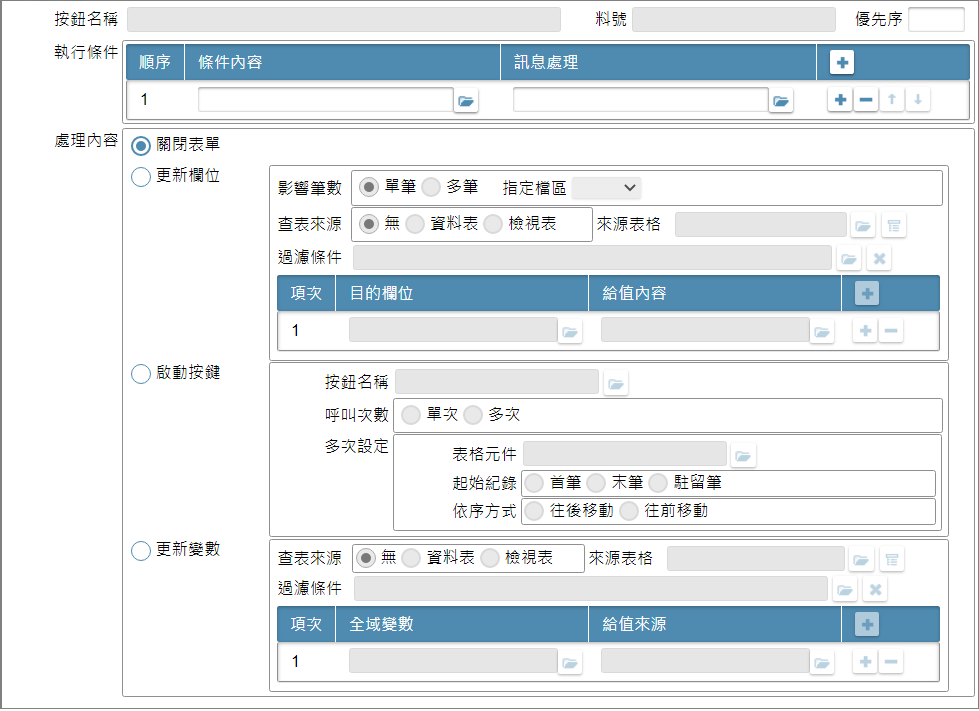 按鈕名稱 料號 優先序
執行條件
順序 條件內容 訊息處理
1
處理內容
關閉表單
更新欄位
影響筆數 單筆 多筆 指定檔區
查表來源 無 資料表 檢視表 來源表格
過濾條件
項次 目的欄位 給值內容
1
啟動按鍵
按鈕名稱
呼叫次數 單次 多次
多次設定
表格元件
起始紀錄 首筆 末筆 駐留筆
依序方式 往後移動 往前移動
更新變數
查表來源 無 資料表 檢視表 來源表格
過濾條件
項次 全域變數 給值來源
1